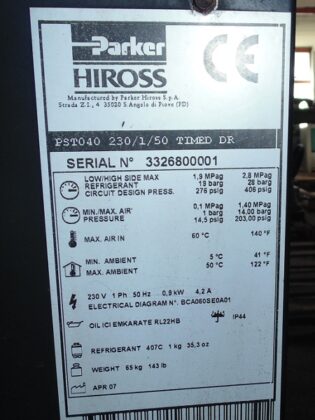 Parker
CE
HIROSS
Manufactured by Parker Hiross S.p.A.
Strada Z.I., 4 35020 S.Angelo di Piove (PD)
PST040 230/1/50 TIMED DR
SERIAL N° 3326800001
LOW/HIGH SIDE MAX 1,9 MPag 2,8 MPag
REFRIGERANT 19 barg 28 barg
CIRCUIT DESIGN PRESS. 276 psig 406 psig
MIN./MAX. AIR 0,1 MPag 1,40 MPag
PRESSURE 1 barg 14,00 barg
14,5 psig 203,00 psig
MAX. AIR IN 60 °C 140 °F
MIN. AMBIENT 5 °C 41 °F
MAX. AMBIENT 50 °C 122 °F
230 V 1 Ph 50 Hz 0,9 kW 4,2 A
ELECTRICAL DIAGRAM N°. BCA060SE0A01
OIL ICI EMKARATE RL22HB IP44
REFRIGERANT 407C 1 kg 35,3 oz
WEIGHT 65 kg 143 lb
APR 07